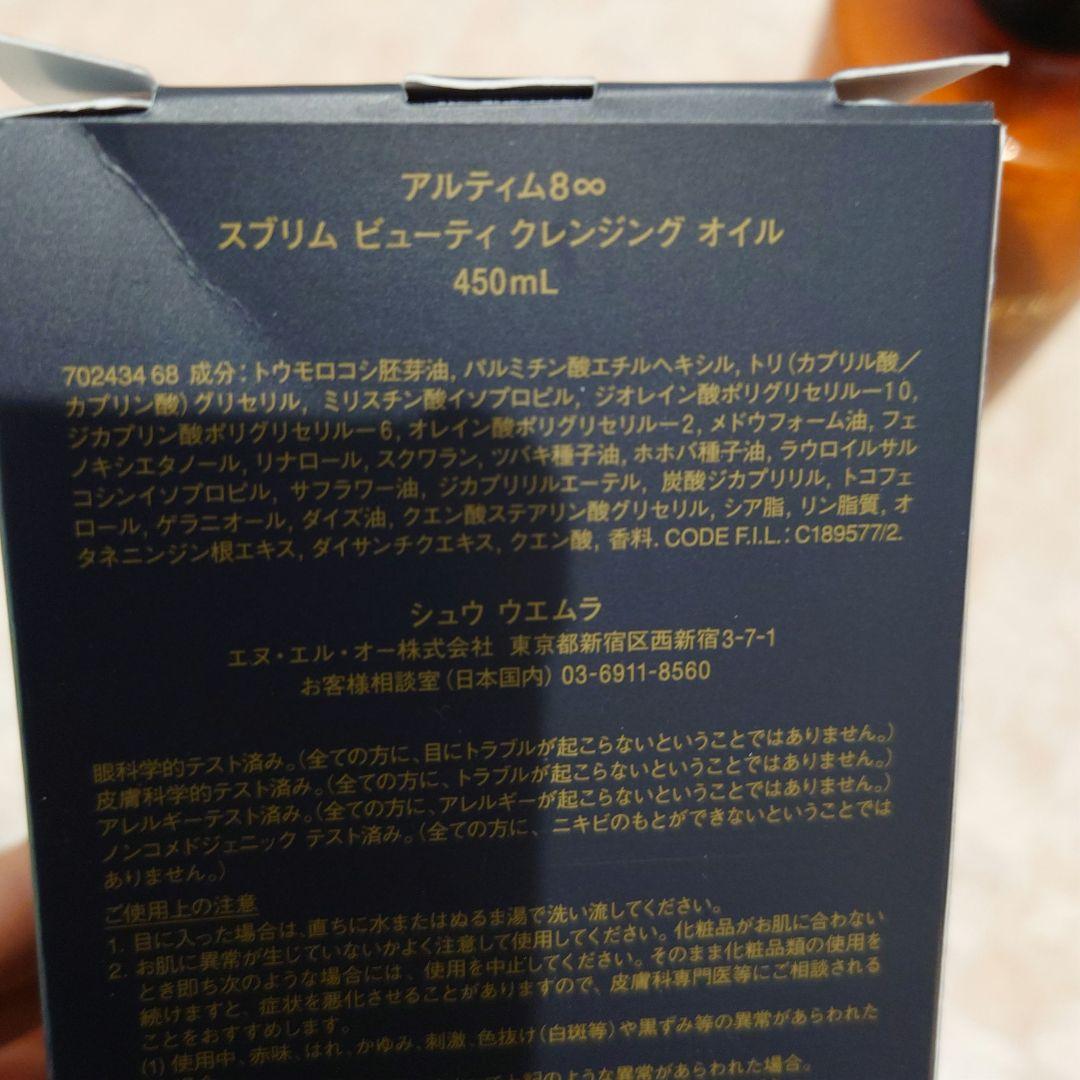 アルティム8∞
スブリム ビューティ クレンジング オイル
450mL
702434 68 成分：トウモロコシ胚芽油, パルミチン酸エチルヘキシル, トリ（カプリル酸／
カプリン酸）グリセリル, ミリスチン酸イソプロピル, ジオレイン酸ポリグリセリルー10,
ジカプリン酸ポリグリセリルー6, オレイン酸ポリグリセリルー2, メドウフォーム油, フェ
ノキシエタノール, リナロール, スクワラン, ツバキ種子油, ホホバ種子油, ラウロイルサル
コシンイソプロピル, サフラワー油, ジカプリリルエーテル, 炭酸ジカプリリル, トコフェ
ロール, ゲラニオール, ダイズ油, クエン酸ステアリン酸グリセリル, シア脂, リン脂質, オ
タネニンジン根エキス, ダイサンチクエキス, クエン酸, 香料. CODE F.I.L.：C189577/2.
シュウ ウエムラ
エヌ・エル・オー株式会社 東京都新宿区西新宿3-7-1
お客様相談室（日本国内）03-6911-8560
眼科学的テスト済み。（全ての方に、目にトラブルが起こらないということではありません。）
皮膚科学的テスト済み。（全ての方に、トラブルが起こらないということではありません。）
アレルギーテスト済み。（全ての方に、アレルギーが起こらないということではありません。）
ノンコメドジェニック テスト済み。（全ての方に、ニキビのもとができないということでは
ありません。）
ご使用上の注意
1. 目に入った場合は、直ちに水またはぬるま湯で洗い流してください。
2. お肌に異常が生じていないかよく注意して使用してください。化粧品がお肌に合わない
とき即ち次のような場合には、使用を中止してください。そのまま化粧品類の使用を
続けますと、症状を悪化させることがありますので、皮膚科専門医等にご相談される
ことをおすすめします。
(1) 使用中、赤味、はれ、かゆみ、刺激、色抜け（白斑等）や黒ずみ等の異常があらわれた
上記のような異常があらわれた場合。